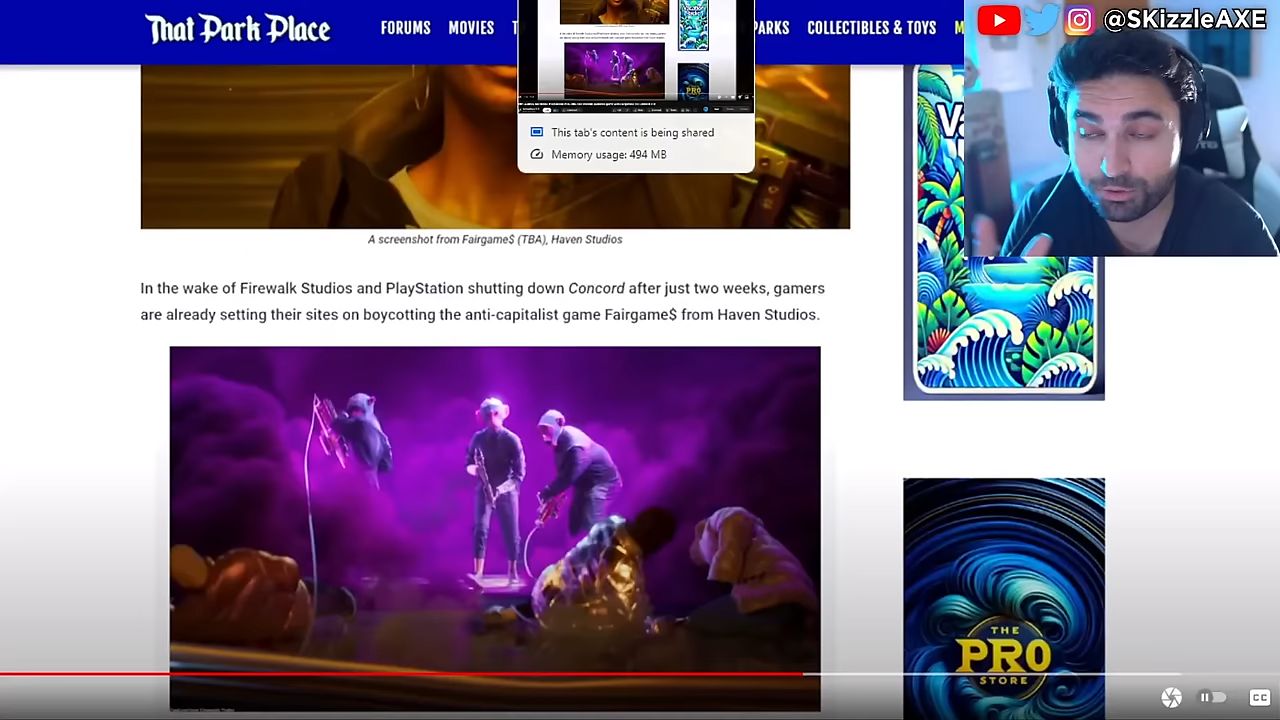 That Park Place
FORUMS
MOVIES
PARKS
COLLECTIBLES & TOYS
@SKizzleAXE
This tab's content is being shared
Memory usage: 494 MB
A screenshot from Fairgame$ (TBA), Haven Studios
In the wake of Firewalk Studios and PlayStation shutting down Concord after just two weeks, gamers
are already setting their sites on boycotting the anti-capitalist game Fairgame$ from Haven Studios.
THE
PRO
STORE
CC